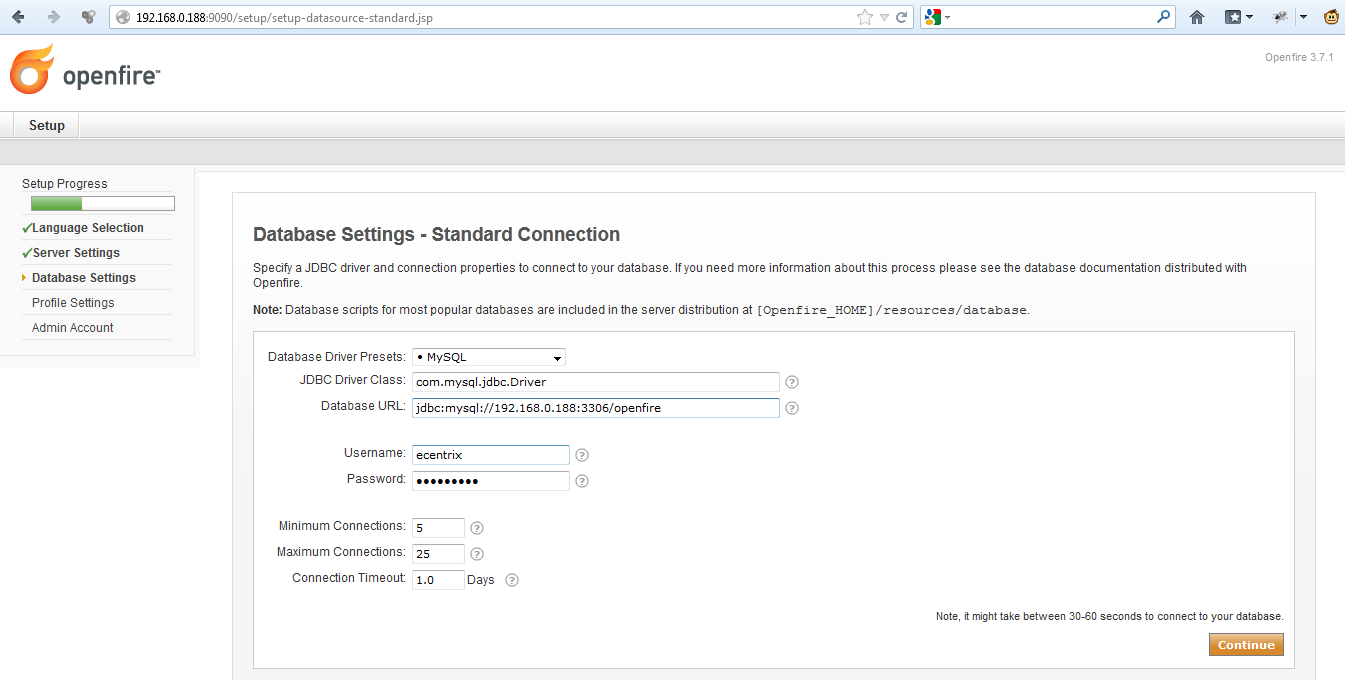 192.168.0.188:9090/setup/setup-datasource-standard.jsp
openfire™
Openfire 3.7.1
Setup
Setup Progress
Language Selection
Server Settings
Database Settings
Profile Settings
Admin Account
Database Settings - Standard Connection
Specify a JDBC driver and connection properties to connect to your database. If you need more information about this process please see the database documentation distributed with
Openfire.
Note: Database scripts for most popular databases are included in the server distribution at [Openfire_HOME]/resources/database.
Database Driver Presets: • MySQL
JDBC Driver Class: com.mysql.jdbc.Driver ?
Database URL: jdbc:mysql://192.168.0.188:3306/openfire ?
Username: ecentrix ?
Password: ••••••••• ?
Minimum Connections: 5 ?
Maximum Connections: 25 ?
Connection Timeout: 1.0 Days ?
Note, it might take between 30-60 seconds to connect to your database.
Continue